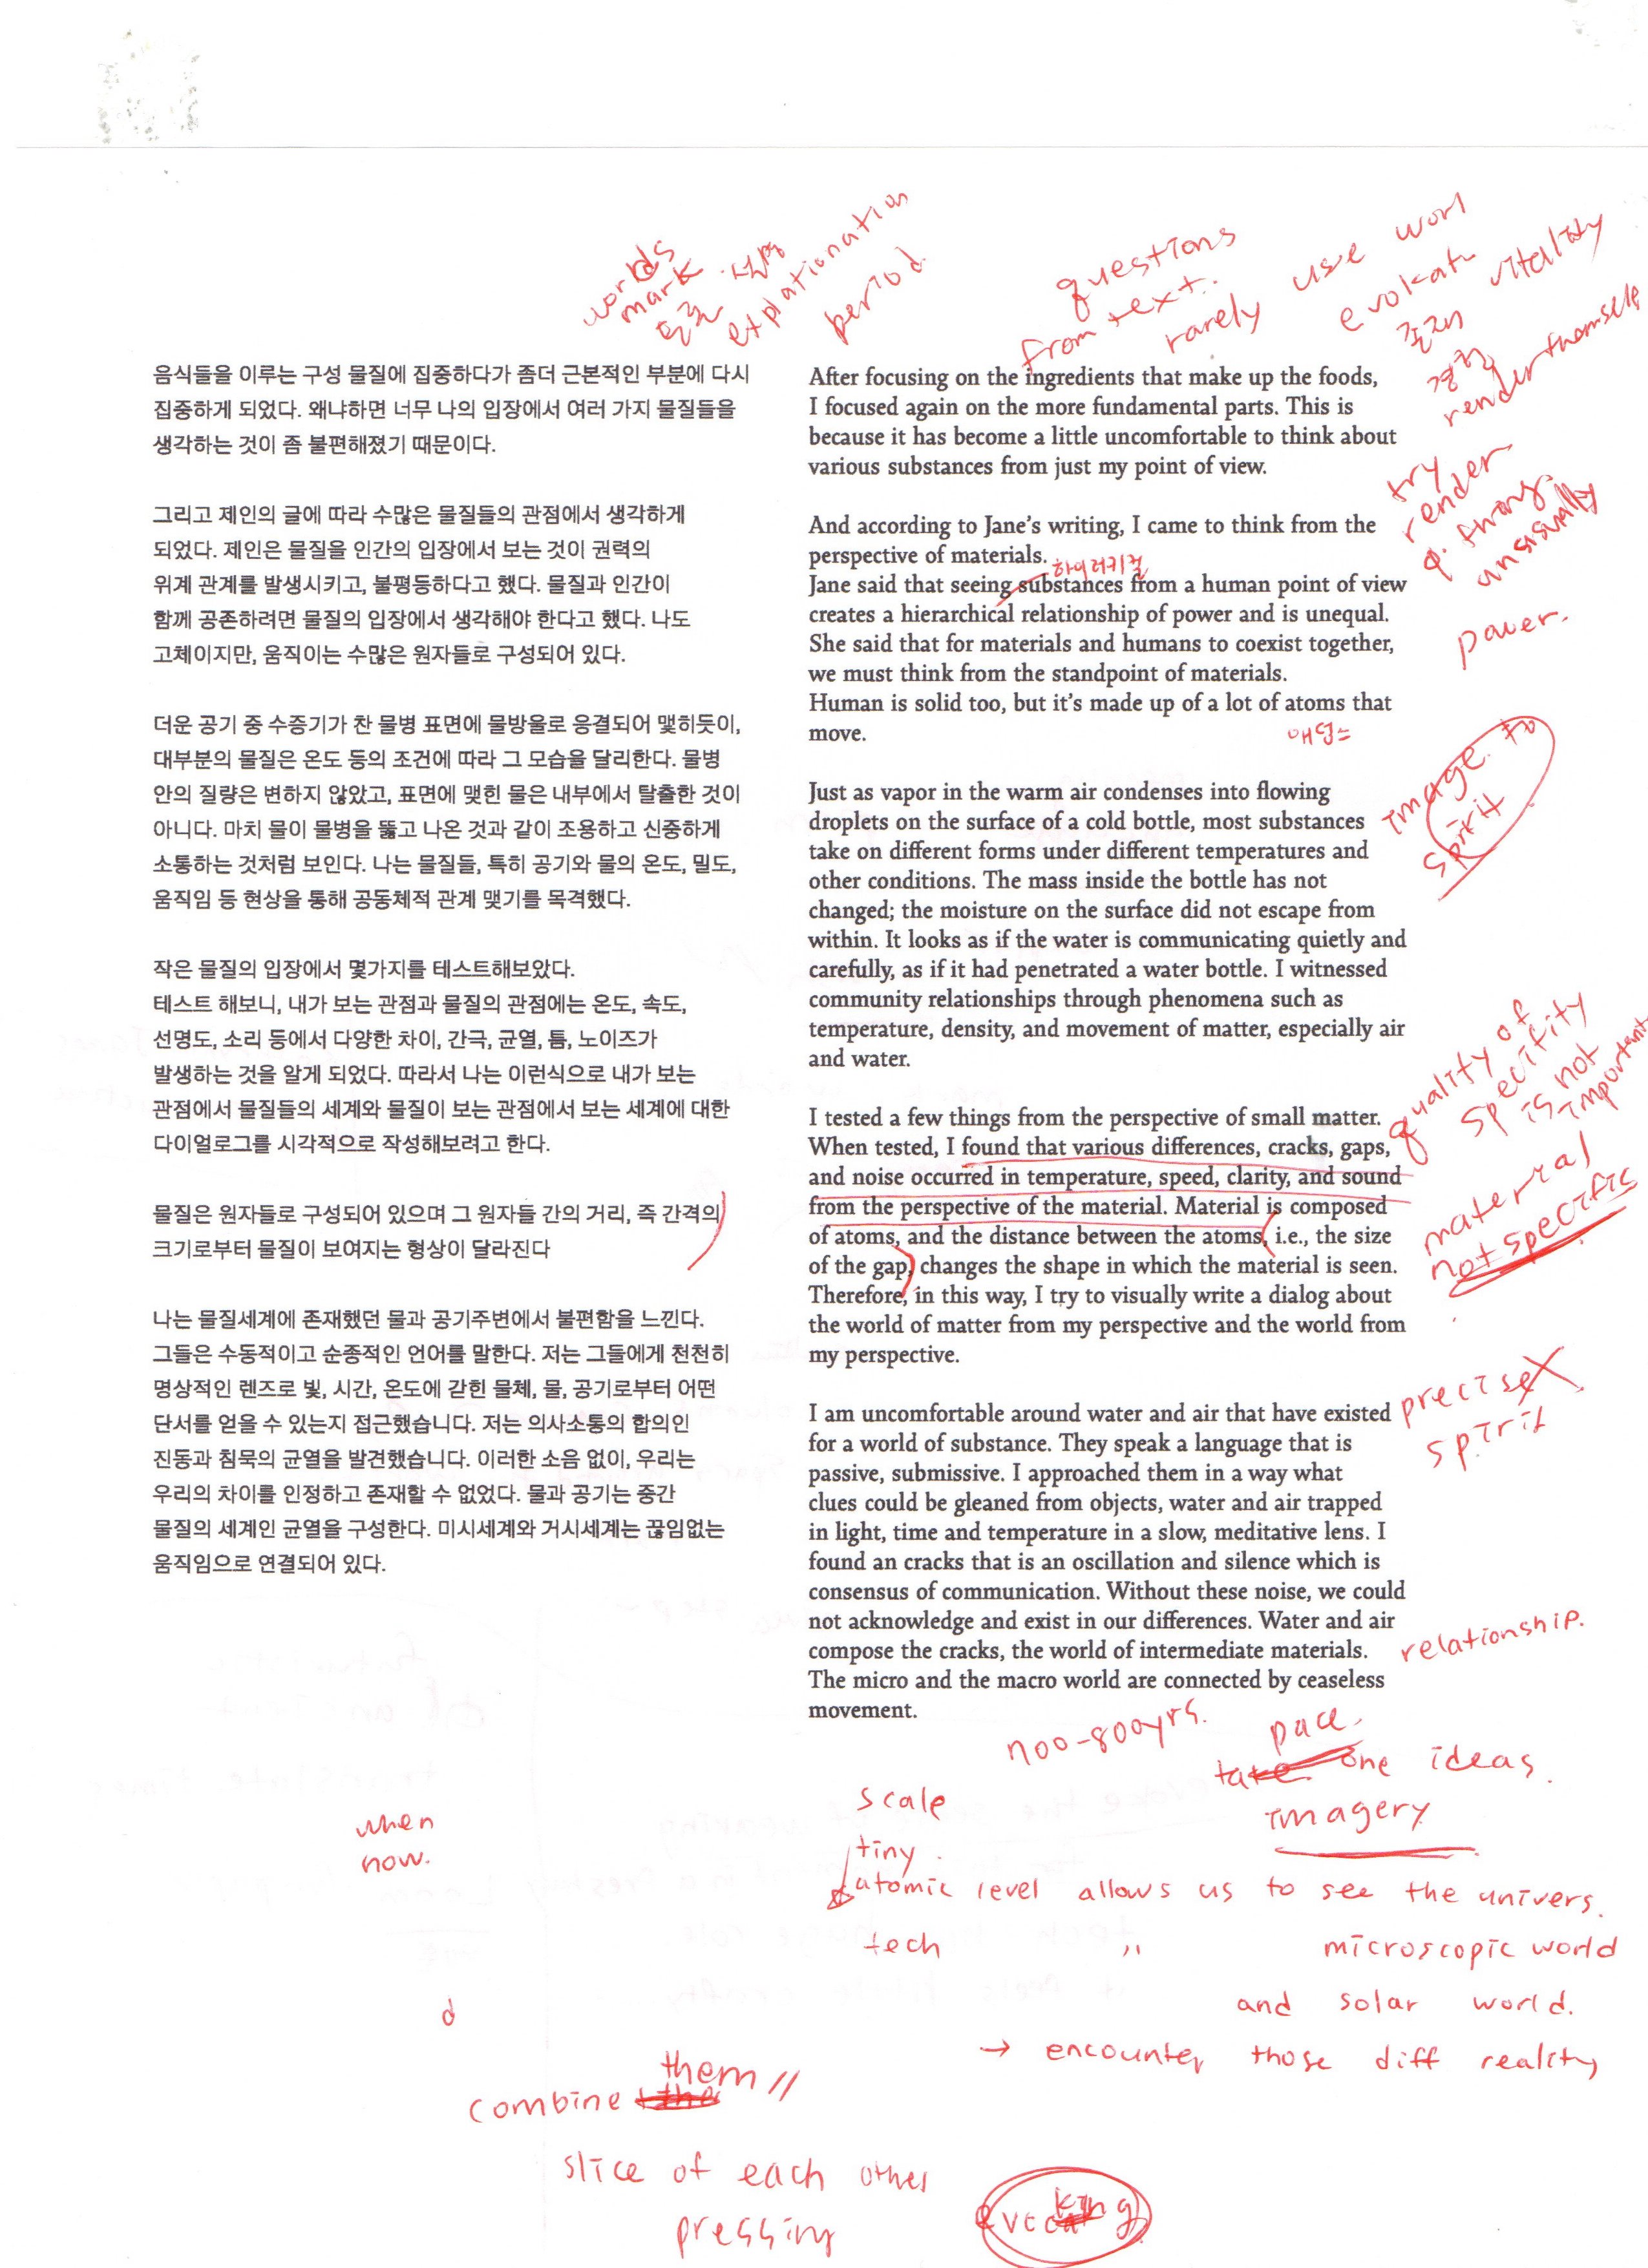 words
mark
explationation
period
questions
from text.
rarely
use worl
evokat
vitality
존재
render themsele
음식들을 이루는 구성 물질에 집중하다가 좀더 근본적인 부분에 다시
집중하게 되었다. 왜냐하면 너무 나의 입장에서 여러 가지 물질들을
생각하는 것이 좀 불편해졌기 때문이다.
그리고 제인의 글에 따라 수많은 물질들의 관점에서 생각하게
되었다. 제인은 물질을 인간의 입장에서 보는 것이 권력의
위계 관계를 발생시키고, 불평등하다고 했다. 물질과 인간이
함께 공존하려면 물질의 입장에서 생각해야 한다고 했다. 나도
고체이지만, 움직이는 수많은 원자들로 구성되어 있다.
더운 공기 중 수증기가 찬 물병 표면에 물방울로 응결되어 맺히듯이,
대부분의 물질은 온도 등의 조건에 따라 그 모습을 달리한다. 물병
안의 질량은 변하지 않았고, 표면에 맺힌 물은 내부에서 탈출한 것이
아니다. 마치 물이 물병을 뚫고 나온 것과 같이 조용하고 신중하게
소통하는 것처럼 보인다. 나는 물질들, 특히 공기와 물의 온도, 밀도,
움직임 등 현상을 통해 공동체적 관계 맺기를 목격했다.
작은 물질의 입장에서 몇가지를 테스트해보았다.
테스트 해보니, 내가 보는 관점과 물질의 관점에는 온도, 속도,
선명도, 소리 등에서 다양한 차이, 간극, 균열, 틈, 노이즈가
발생하는 것을 알게 되었다. 따라서 나는 이런식으로 내가 보는
관점에서 물질들의 세계와 물질이 보는 관점에서 보는 세계에 대한
다이얼로그를 시각적으로 작성해보려고 한다.
물질은 원자들로 구성되어 있으며 그 원자들 간의 거리, 즉 간격의
크기로부터 물질이 보여지는 형상이 달라진다
나는 물질세계에 존재했던 물과 공기주변에서 불편함을 느낀다.
그들은 수동적이고 순종적인 언어를 말한다. 저는 그들에게 천천히
명상적인 렌즈로 빛, 시간, 온도에 갇힌 물체, 물, 공기로부터 어떤
단서를 얻을 수 있는지 접근했습니다. 저는 의사소통의 합의인
진동과 침묵의 균열을 발견했습니다. 이러한 소음 없이, 우리는
우리의 차이를 인정하고 존재할 수 없었다. 물과 공기는 중간
물질의 세계인 균열을 구성한다. 미시세계와 거시세계는 끊임없는
움직임으로 연결되어 있다.
After focusing on the ingredients that make up the foods,
I focused again on the more fundamental parts. This is
because it has become a little uncomfortable to think about
various substances from just my point of view.
And according to Jane's writing, I came to think from the
perspective of materials.
하이러키컬
Jane said that seeing substances from a human point of view
creates a hierarchical relationship of power and is unequal.
She said that for materials and humans to coexist together,
we must think from the standpoint of materials.
Human is solid too, but it's made up of a lot of atoms that
move.
애덤스
Just as vapor in the warm air condenses into flowing
droplets on the surface of a cold bottle, most substances
take on different forms under different temperatures and
other conditions. The mass inside the bottle has not
changed; the moisture on the surface did not escape from
within. It looks as if the water is communicating quietly and
carefully, as if it had penetrated a water bottle. I witnessed
community relationships through phenomena such as
temperature, density, and movement of matter, especially air
and water.
I tested a few things from the perspective of small matter.
When tested, I found that various differences, cracks, gaps,
and noise occurred in temperature, speed, clarity, and sound
from the perspective of the material. Material is composed
of atoms, and the distance between the atoms, i.e., the size
of the gap, changes the shape in which the material is seen.
Therefore, in this way, I try to visually write a dialog about
the world of matter from my perspective and the world from
my perspective.
I am uncomfortable around water and air that have existed
for a world of substance. They speak a language that is
passive, submissive. I approached them in a way what
clues could be gleaned from objects, water and air trapped
in light, time and temperature in a slow, meditative lens. I
found an cracks that is an oscillation and silence which is
consensus of communication. Without these noise, we could
not acknowledge and exist in our differences. Water and air
compose the cracks, the world of intermediate materials.
The micro and the macro world are connected by ceaseless
movement.
try
render
power.
image to
spirit
quality of
specifity
is not
important
material
not specific
precise X
spirit
relationship.
pace.
take one ideas.
imagery
when
now.
scale
tiny.
atomic level allows us to see the univers.
tech " microscopic world
and solar world.
→ encounter those diff reality
d
them //
combine the
slice of each other
pressing
evoking